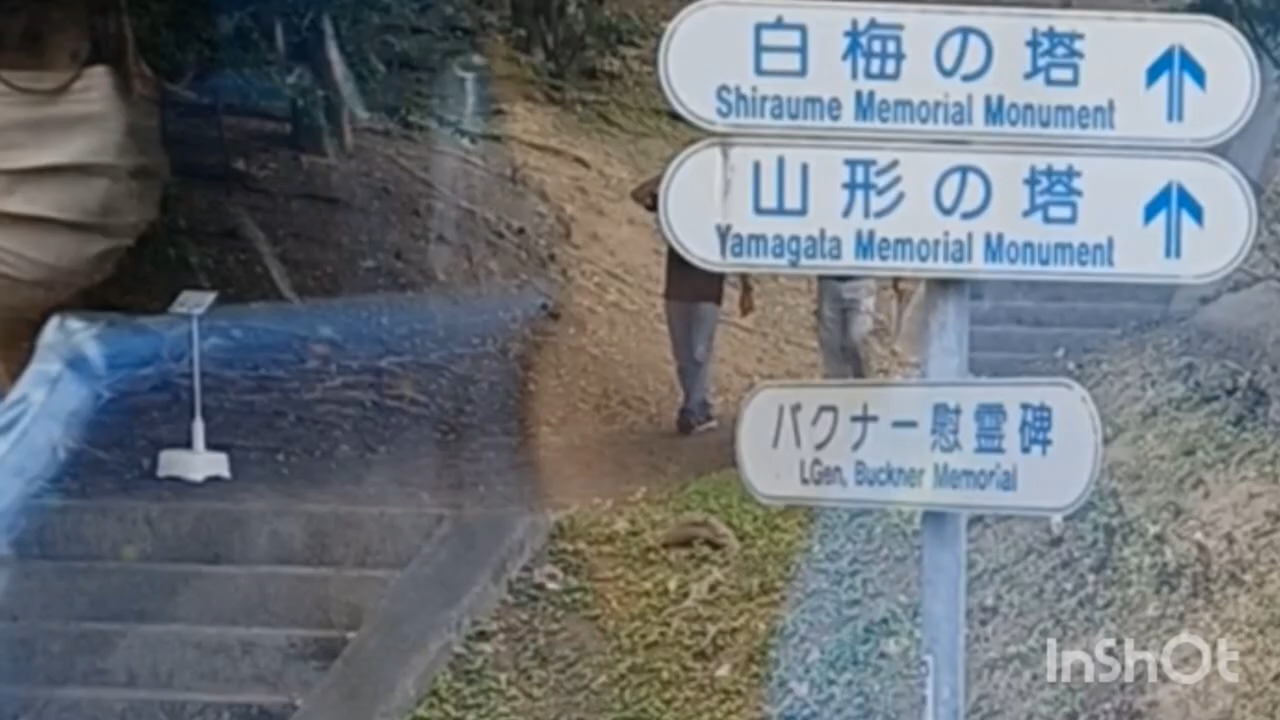 白梅の塔
Shiraume Memorial Monument
山形の塔
Yamagata Memorial Monument
バクナー慰霊碑
LGen. Buckner Memorial
InShOt